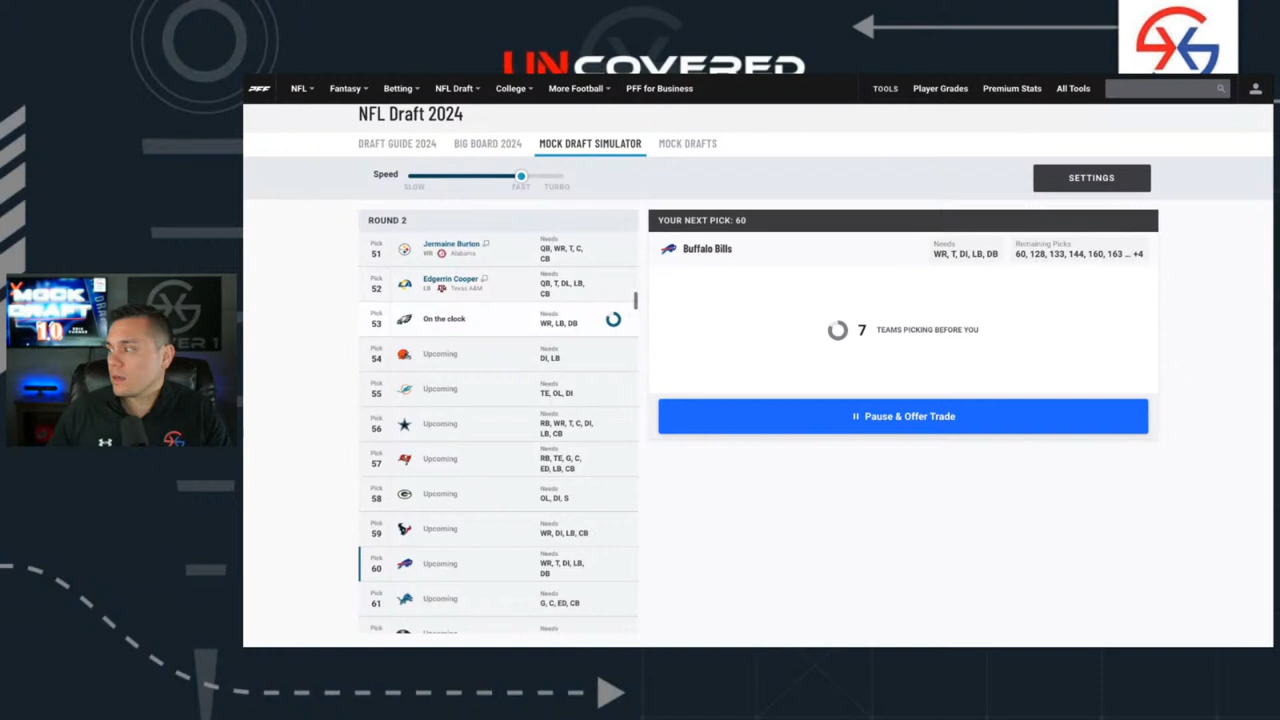 UNCOVERED
PFF
NFL
Fantasy
Betting
NFL Draft
College
More Football
PFF for Business
TOOLS
Player Grades
Premium Stats
All Tools
NFL Draft 2024
DRAFT GUIDE 2024
BIG BOARD 2024
MOCK DRAFT SIMULATOR
MOCK DRAFTS
Speed
SLOW
FAST
TURBO
SETTINGS
ROUND 2
Pick
51
Jermaine Burton
WR
Alabama
Needs
QB, WR, T, C,
CB
Pick
52
Edgerrin Cooper
LB
Texas A&M
Needs
QB, T, DL, LB,
CB
Pick
53
On the clock
Needs
WR, LB, DB
Pick
54
Upcoming
Needs
DI, LB
Pick
55
Upcoming
Needs
TE, OL, DI
Pick
56
Upcoming
Needs
RB, WR, T, C, DI,
LB, CB
Pick
57
Upcoming
Needs
RB, TE, G, C,
ED, LB, CB
Pick
58
Upcoming
Needs
OL, DI, S
Pick
59
Upcoming
Needs
WR, DI, LB, CB
Pick
60
Upcoming
Needs
WR, T, DI, LB,
DB
Pick
61
Upcoming
Needs
G, C, ED, CB
Pick
Needs
YOUR NEXT PICK: 60
Buffalo Bills
Needs
WR, T, DI, LB, DB
Remaining Picks
60, 128, 133, 144, 160, 163 ... +4
7 TEAMS PICKING BEFORE YOU
Pause & Offer Trade
MOCK
DRAFT